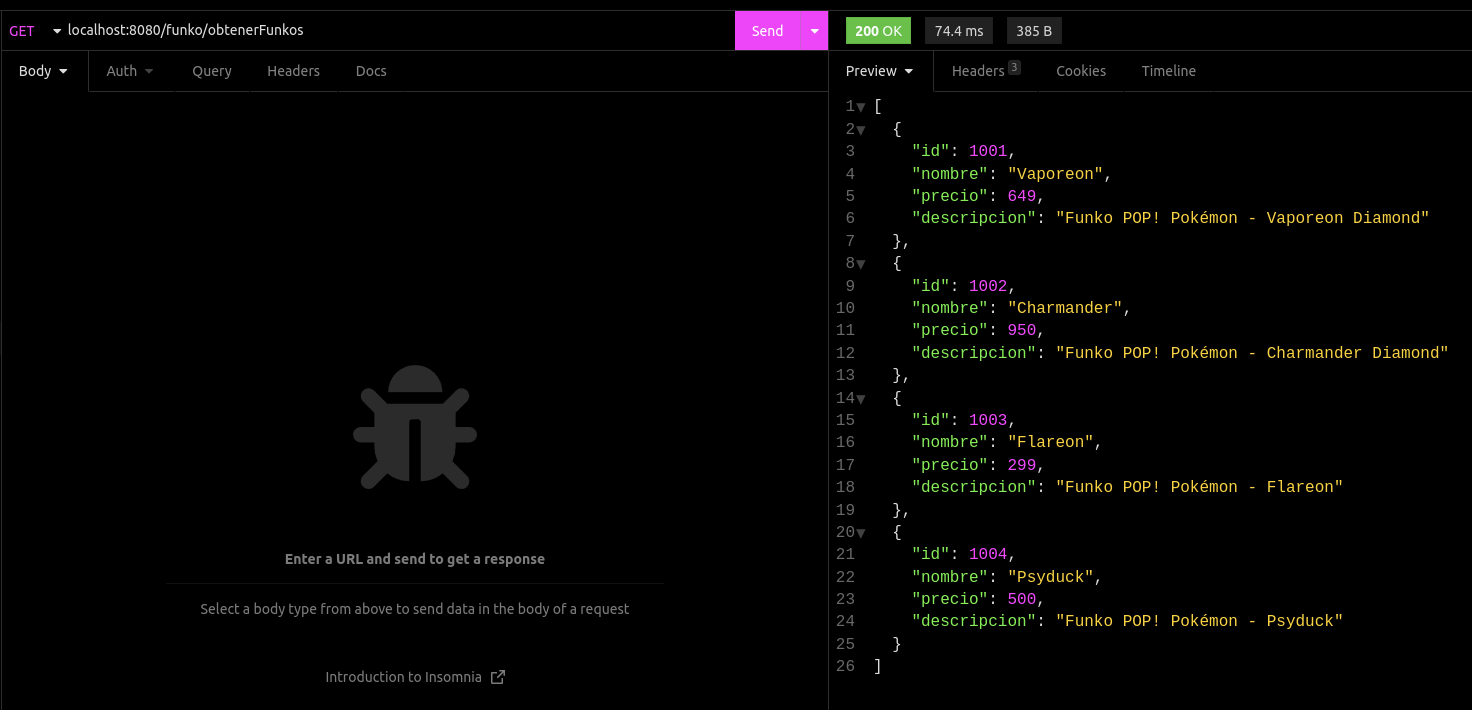 GET localhost:8080/funko/obtenerFunkos Send 200 OK 74.4 ms 385 B
Body Auth Query Headers Docs
Enter a URL and send to get a response
Select a body type from above to send data in the body of a request
Introduction to Insomnia
Preview Headers 3 Cookies Timeline
1 [
2 {
3 "id": 1001,
4 "nombre": "Vaporeon",
5 "precio": 649,
6 "descripcion": "Funko POP! Pokémon - Vaporeon Diamond"
7 },
8 {
9 "id": 1002,
10 "nombre": "Charmander",
11 "precio": 950,
12 "descripcion": "Funko POP! Pokémon - Charmander Diamond"
13 },
14 {
15 "id": 1003,
16 "nombre": "Flareon",
17 "precio": 299,
18 "descripcion": "Funko POP! Pokémon - Flareon"
19 },
20 {
21 "id": 1004,
22 "nombre": "Psyduck",
23 "precio": 500,
24 "descripcion": "Funko POP! Pokémon - Psyduck"
25 }
26 ]